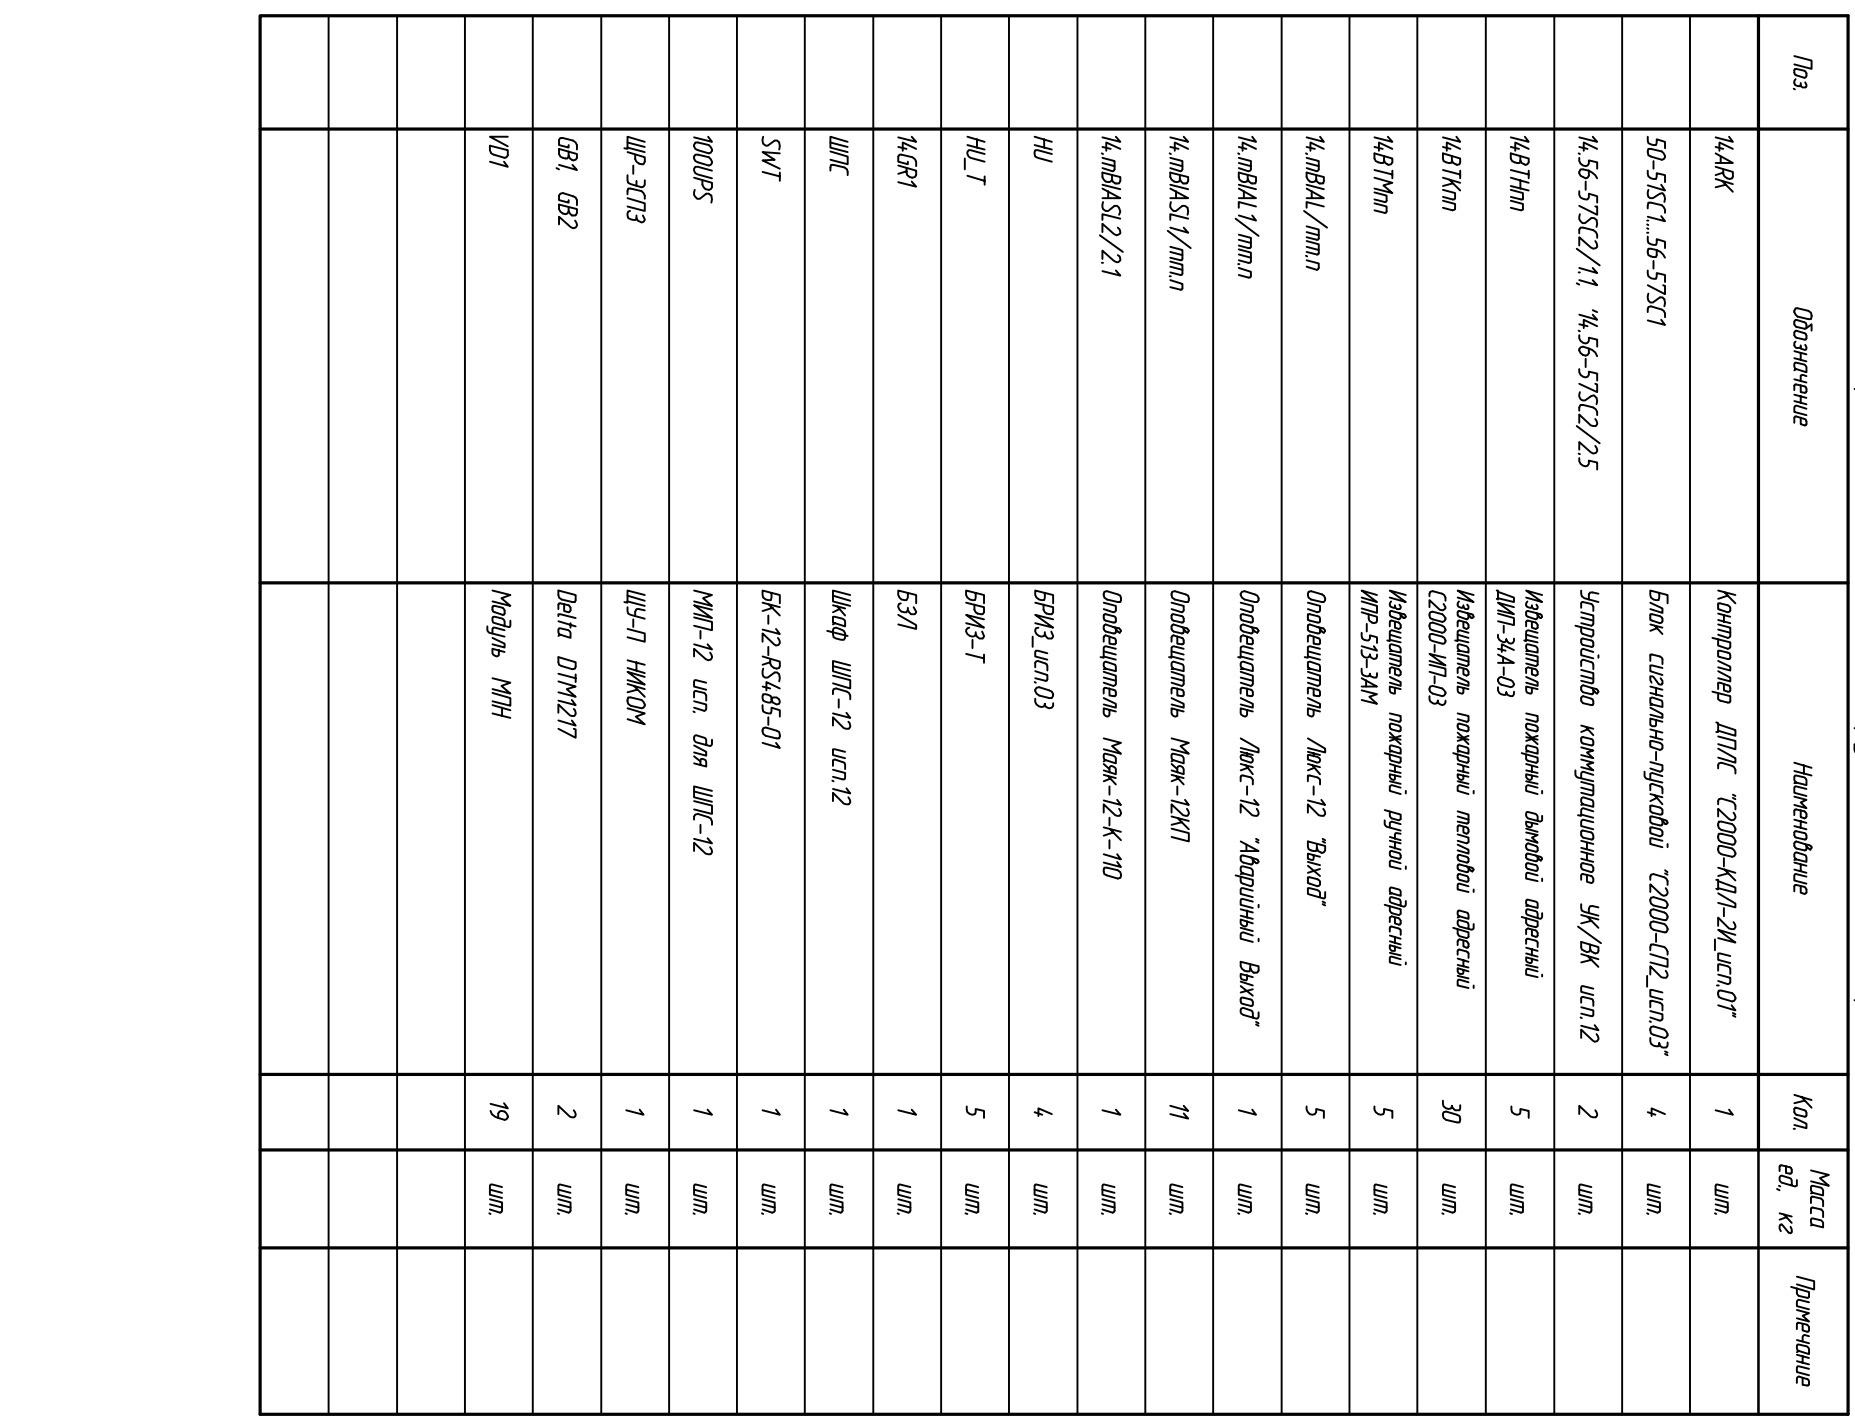 Поз. Обозначение Наименование Кол. Масса ед., кг Примечание
14ARK Контроллер ДПЛС "С2000-КДЛ-2И_исп.01" 1 шт.
50-51SC1...56-57SC1 Блок сигнально-пусковой "С2000-СП2_исп.03" 4 шт.
14.56-57SC2/1.1, '14.56-57SC2/2.5 Устройство коммутационное УК/ВК исп.12 2 шт.
14BTHnn Извещатель пожарный дымовой адресный
ДИП-34А-03 5 шт.
14BTKnn Извещатель пожарный тепловой адресный
С2000-ИП-03 30 шт.
14BTMnn Извещатель пожарный ручной адресный
ИПР-513-3АМ 5 шт.
14.mBIAL/mm.n Оповещатель Люкс-12 "Выход" 5 шт.
14.mBIAL1/mm.n Оповещатель Люкс-12 "Аварийный Выход" 1 шт.
14.mBIASL1/mm.n Оповещатель Маяк-12КП 11 шт.
14.mBIASL2/2.1 Оповещатель Маяк-12-К-110 1 шт.
HU БРИЗ_исп.03 4 шт.
HU_T БРИЗ-Т 5 шт.
14GR1 БЗЛ 1 шт.
ШПС Шкаф ШПС-12 исп.12 1 шт.
SWT БК-12-RS485-01 1 шт.
100UPS МИП-12 исп. для ШПС-12 1 шт.
ЩР-ЭСПЗ ЩУ-П НИКОМ 1 шт.
GB1, GB2 Delta DTM1217 2 шт.
VD1 Модуль МПН 19 шт.